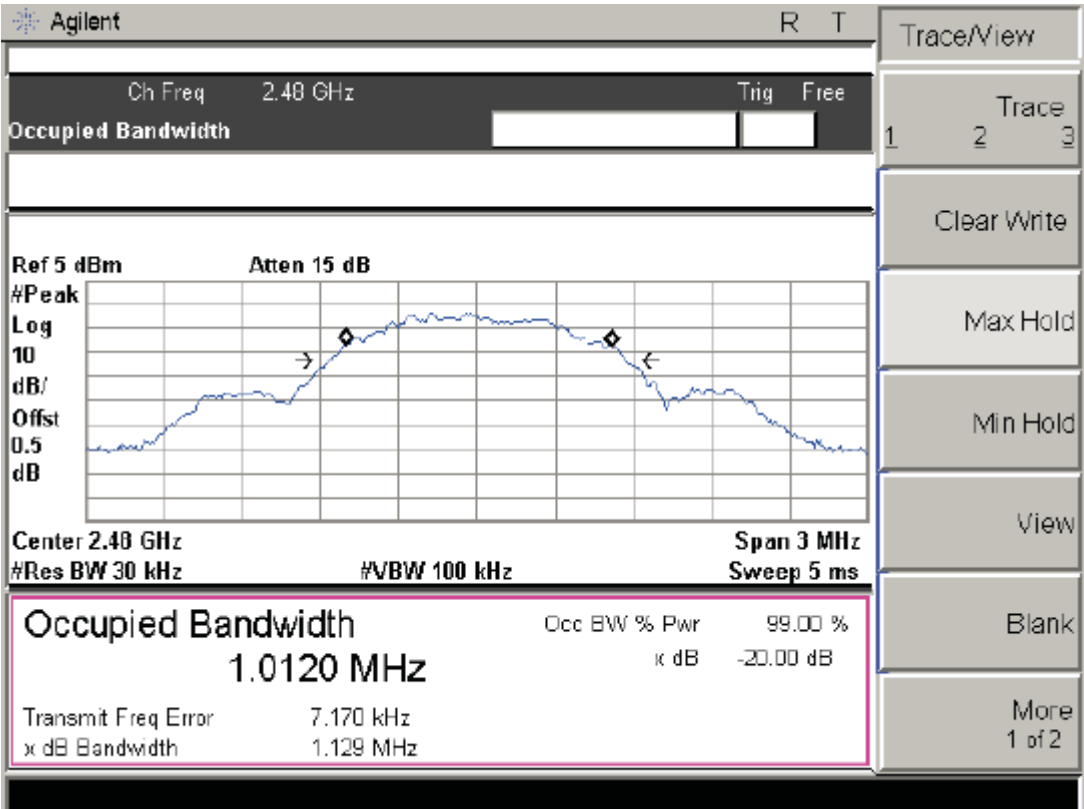 Agilent R T
Ch Freq 2.48 GHz Trig Free
Occupied Bandwidth
Ref 5 dBm Atten 15 dB
#Peak
Log
10
dB/
Offst
0.5
dB
Center 2.48 GHz Span 3 MHz
#Res BW 30 kHz #VBW 100 kHz Sweep 5 ms
Occupied Bandwidth
1.0120 MHz
Occ BW % Pwr 99.00 %
x dB -20.00 dB
Transmit Freq Error 7.170 kHz
x dB Bandwidth 1.129 MHz
Trace/View
Trace
1 2 3
Clear Write
Max Hold
Min Hold
View
Blank
More
1 of 2